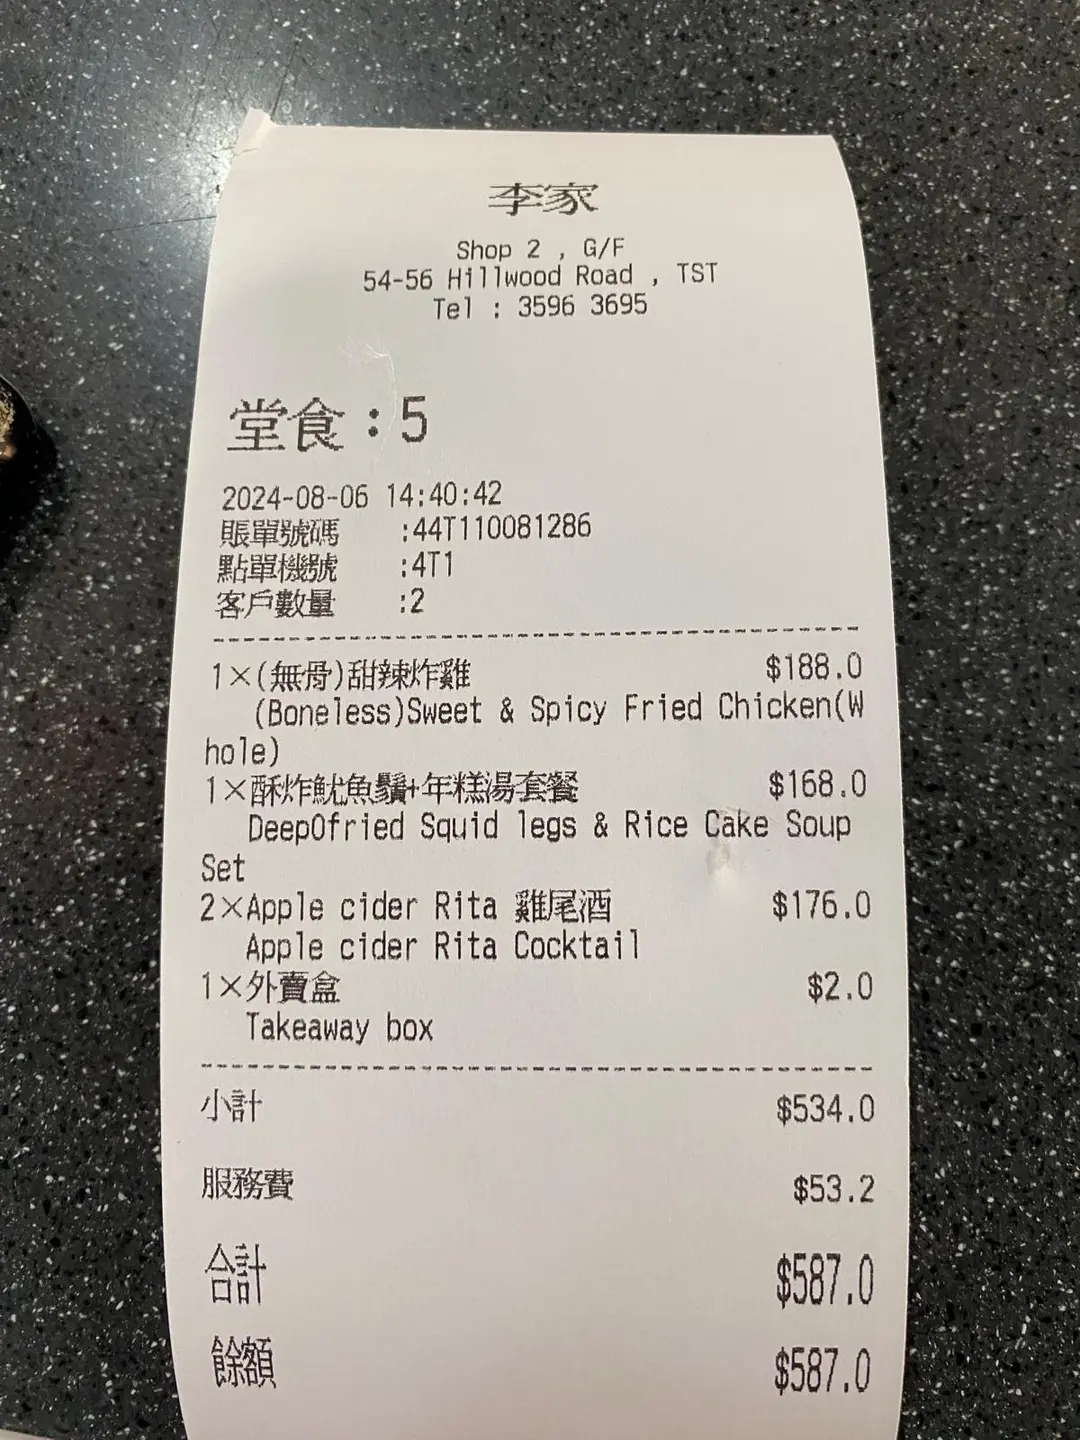 李家
Shop 2 , G/F
54-56 Hillwood Road , TST
Tel : 3596 3695
堂食：5
2024-08-06 14:40:42
賬單號碼 :44T110081286
點單機號 :4T1
客戶數量 :2
1×(無骨)甜辣炸雞 $188.0
(Boneless)Sweet & Spicy Fried Chicken(W
hole)
1×酥炸魷魚鬚+年糕湯套餐 $168.0
Deep0fried Squid legs & Rice Cake Soup
Set
2×Apple cider Rita 雞尾酒 $176.0
Apple cider Rita Cocktail
1×外賣盒 $2.0
Takeaway box
小計 $534.0
服務費 $53.2
合計 $587.0
餘額 $587.0